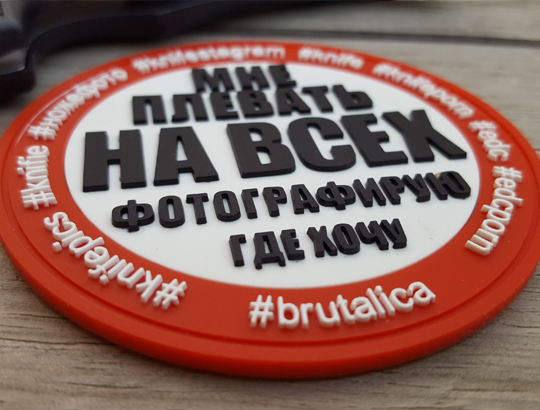 МНЕ
ПЛЕВАТЬ
НА ВСЕХ
ФОТОГРАФИРУЮ
ГДЕ ХОЧУ
#knifepics #knife #ножефото #knifestagram #knife #knifeporn #edc #edcporn
#brutalica